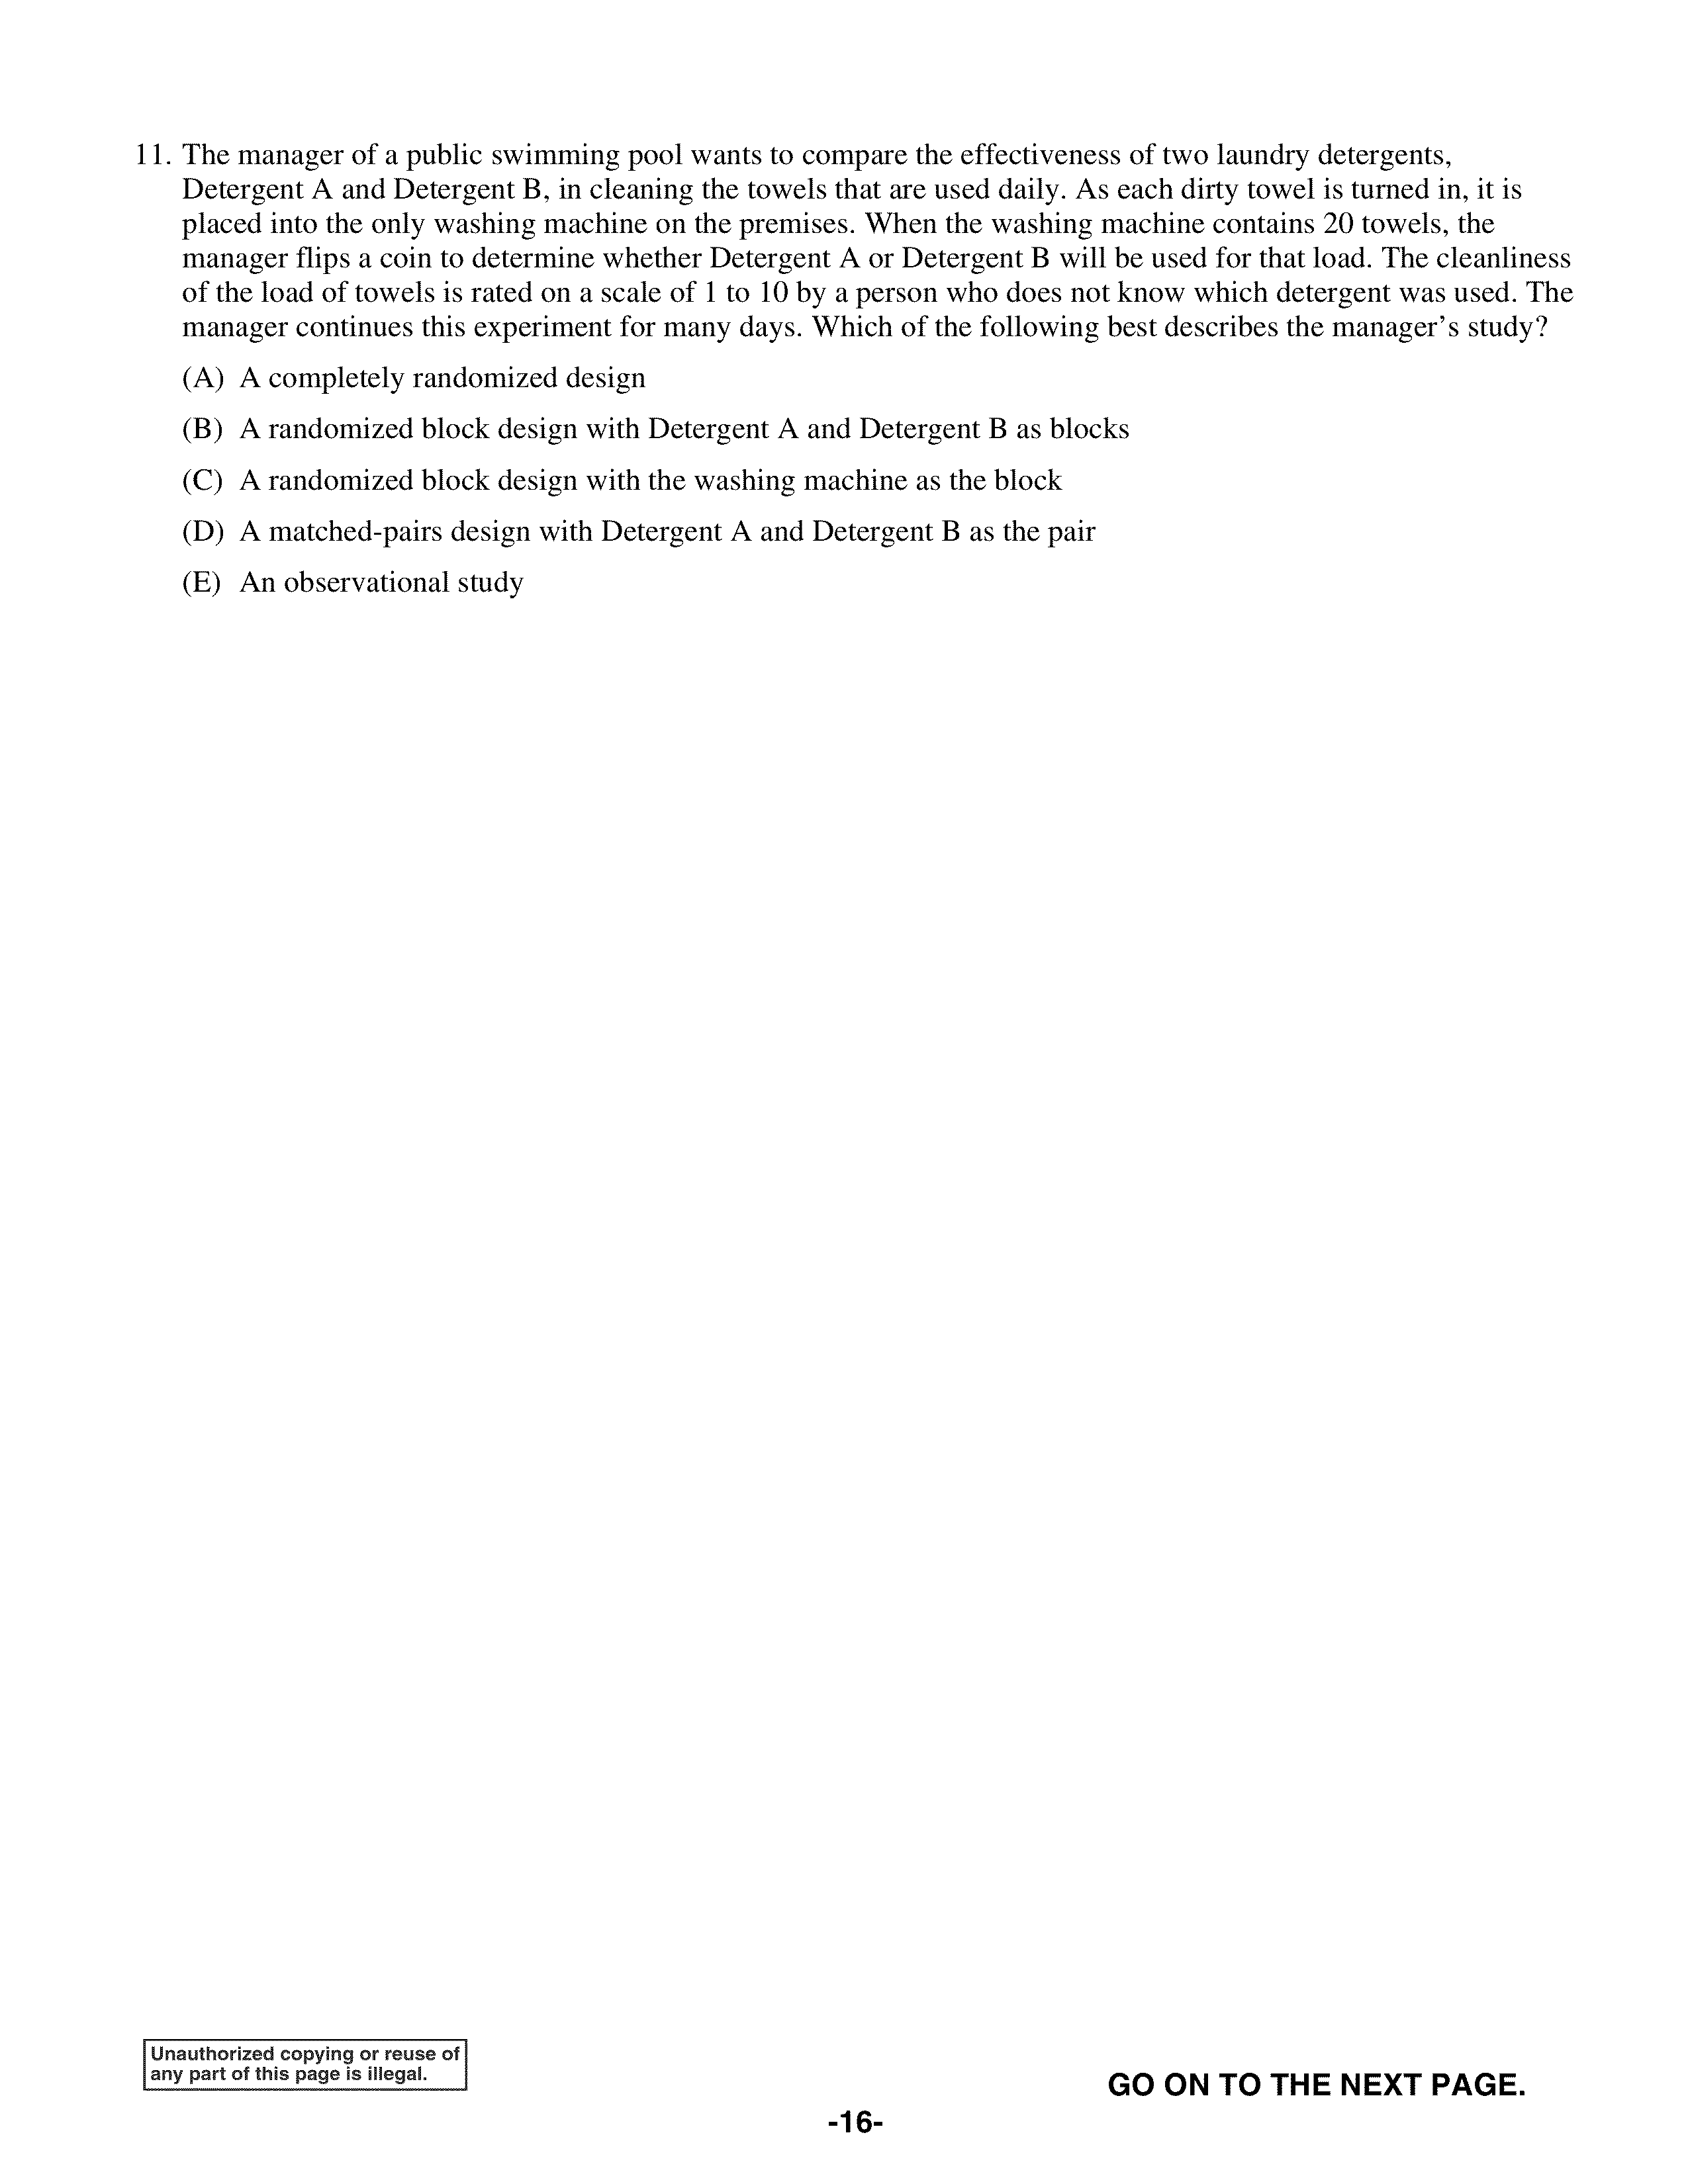 11. The manager of a public swimming pool wants to compare the effectiveness of two laundry detergents,
Detergent A and Detergent B, in cleaning the towels that are used daily. As each dirty towel is turned in, it is
placed into the only washing machine on the premises. When the washing machine contains 20 towels, the
manager flips a coin to determine whether Detergent A or Detergent B will be used for that load. The cleanliness
of the load of towels is rated on a scale of 1 to 10 by a person who does not know which detergent was used. The
manager continues this experiment for many days. Which of the following best describes the manager’s study?
(A) A completely randomized design
(B) A randomized block design with Detergent A and Detergent B as blocks
(C) A randomized block design with the washing machine as the block
(D) A matched-pairs design with Detergent A and Detergent B as the pair
(E) An observational study
Unauthorized copying or reuse of
any part of this page is illegal.
GO ON TO THE NEXT PAGE.
-16-